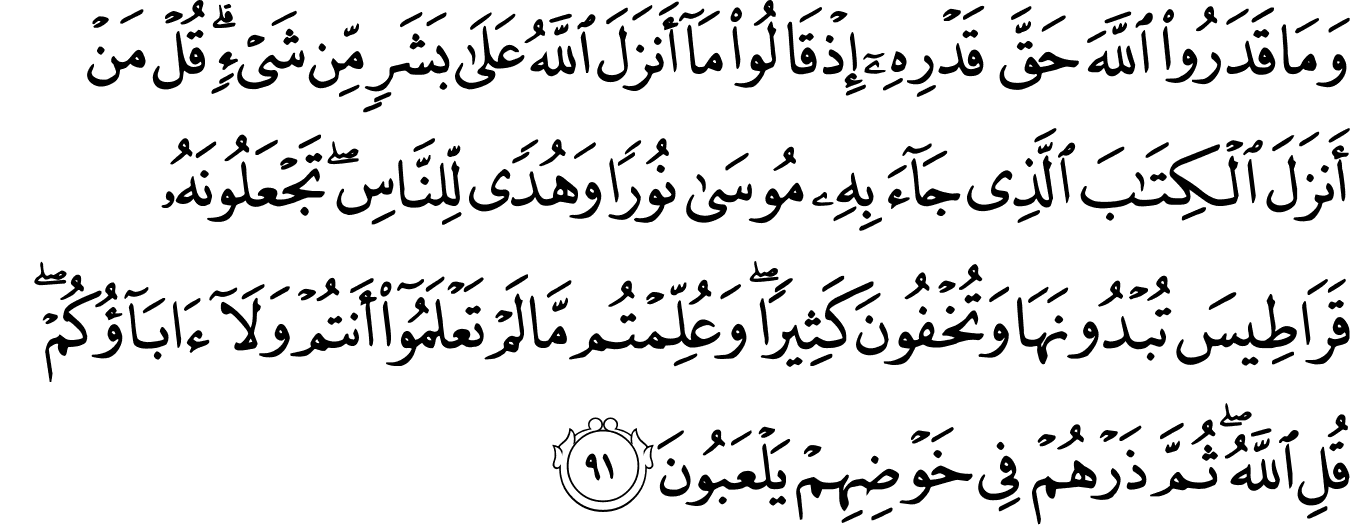 وَمَا قَدَرُوا۟ ٱللَّهَ حَقَّ قَدْرِهِۦٓ إِذْ قَالُوا۟ مَآ أَنزَلَ ٱللَّهُ عَلَىٰ بَشَرٍ مِّن شَىْءٍ ۗ قُلْ مَنْ
أَنزَلَ ٱلْكِتَـٰبَ ٱلَّذِى جَآءَ بِهِۦ مُوسَىٰ نُورًا وَهُدًى لِّلنَّاسِ ۖ تَجْعَلُونَهُۥ
قَرَاطِيسَ تُبْدُونَهَا وَتُخْفُونَ كَثِيرًا ۖ وَعُلِّمْتُم مَّا لَمْ تَعْلَمُوٓا۟ أَنتُمْ وَلَآ ءَابَآؤُكُمْ ۖ
قُلِ ٱللَّهُ ۖ ثُمَّ ذَرْهُمْ فِى خَوْضِهِمْ يَلْعَبُونَ ٩١